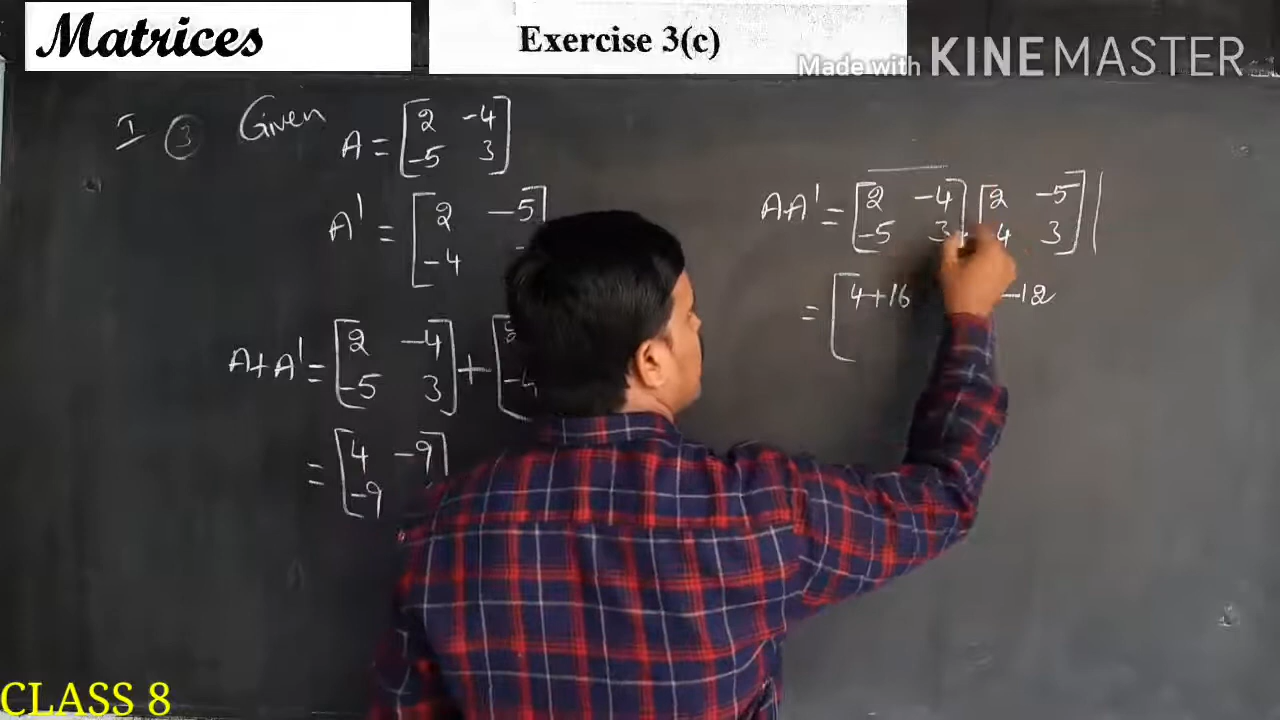 Matrices
Exercise 3(c)
Made with KINEMASTER
I ③ Given
A = [2 -4
-5 3]
A' = [2 -5]
-4
A+A' = [2 -4
-5 3] + [
-4
= [4 -9]
-9
AA' = [2 -4] [2 -5]
-5 3 4 3
= [4+16 -12
CLASS 8